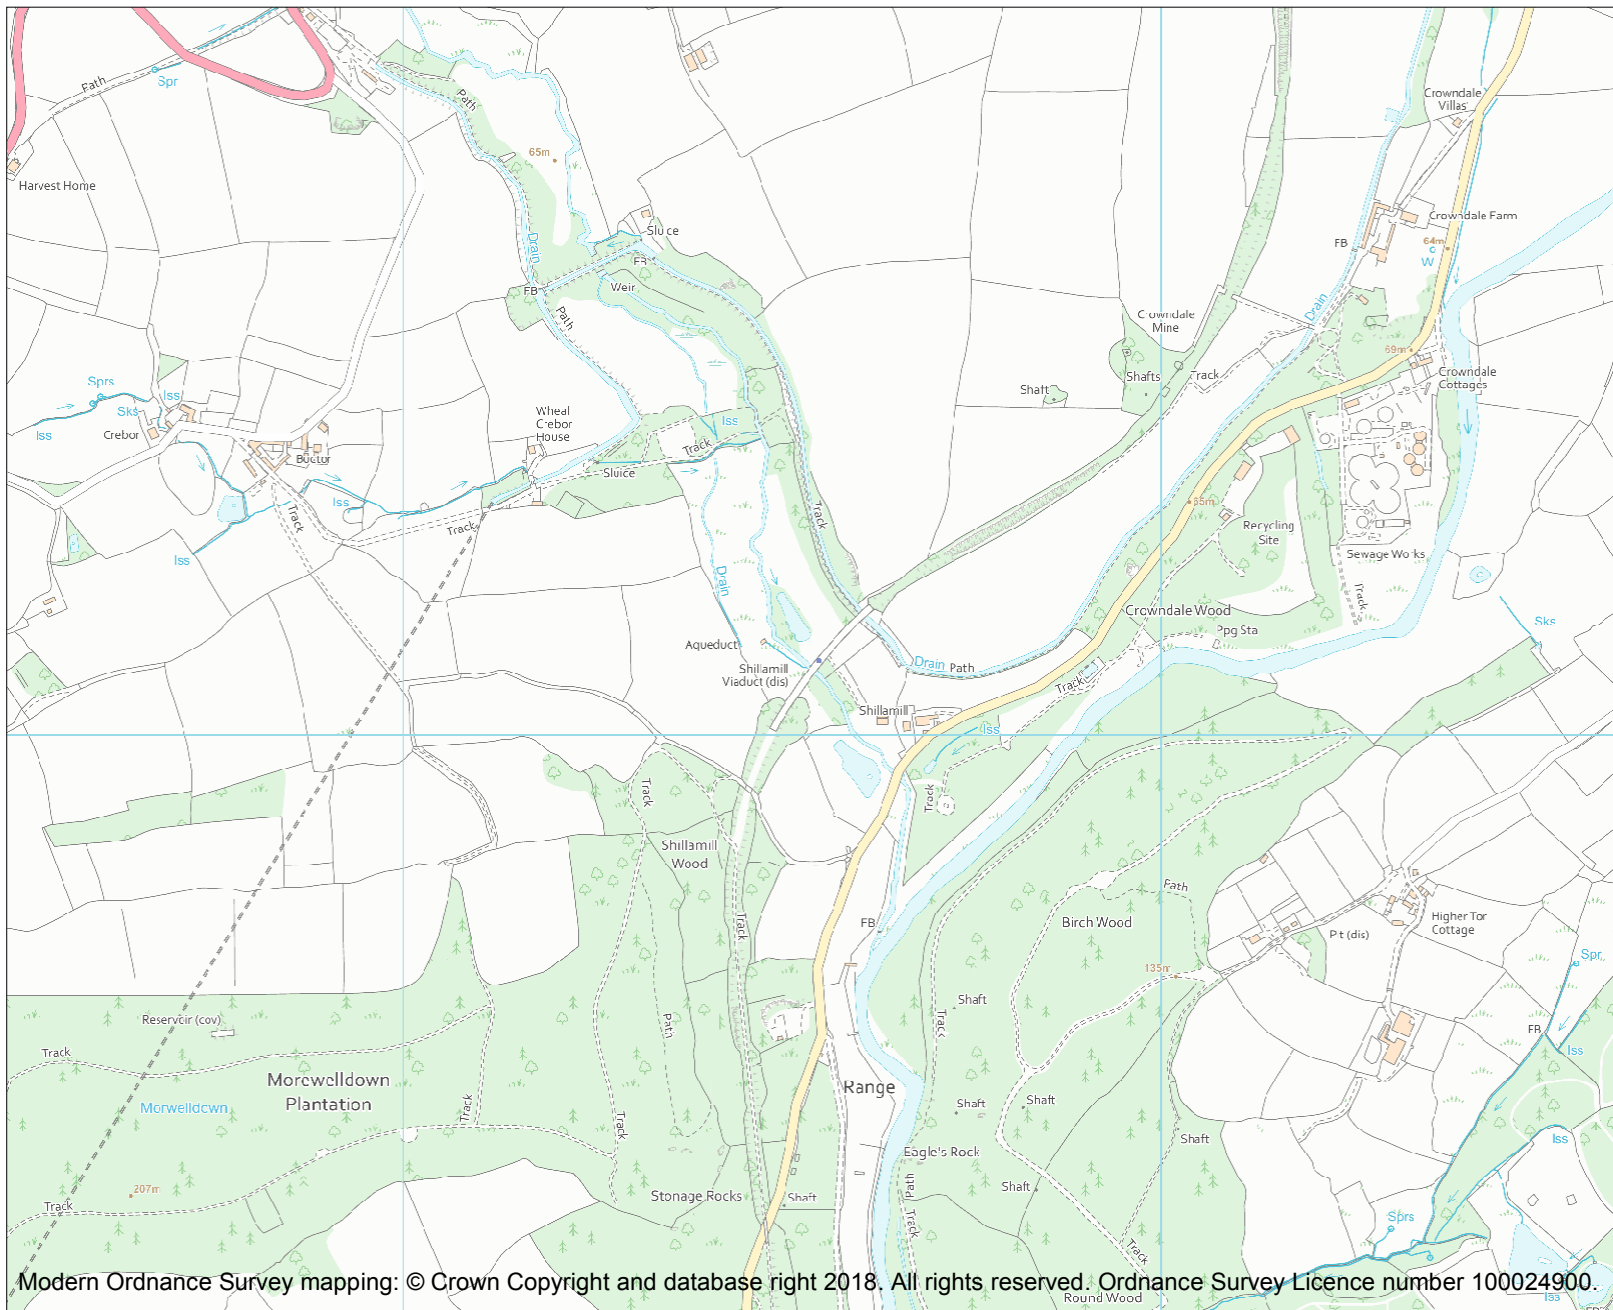 Path
Spr
Harvest Home
Path
65m
Sluice
FB
Drain
Weir
FB
Path
Crowndale
Villas
Crowndale Farm
64m
W
FB
Drain
Crowndale
Mine
69m
Shafts
Track
Shaft
Crowndale
Cottages
Sprs
Iss
Sks
Iss
Crebor
Buctor
Wheal
Crebor
House
Iss
Track
Sluice
Iss
Track
Track
Iss
Track
65m
Recycling
Site
Sewage Works
Track
Drain
Crowndale Wood
Ppg Sta
Sks
Aqueduct
Shillamill
Viaduct (dis)
Drain
Path
Track
Shillamill
Iss
Track
Track
Shillamill
Wood
Track
Path
Birch Wood
FB
Higher Tor
Cottage
Pit (dis)
Spr
135m
Shaft
Reservoir (cov)
Path
Track
FB
Iss
Track
Morewelldown
Plantation
Morwelldown
Track
Track
Range
Shaft
Shaft
Shaft
Iss
Eagle's Rock
207m
Track
Stonage Rocks
Shaft
Path
Track
Shaft
Sprs
Track
Modern Ordnance Survey mapping: © Crown Copyright and database right 2018. All rights reserved. Ordnance Survey Licence number 100024900.
Round Wood
Iss